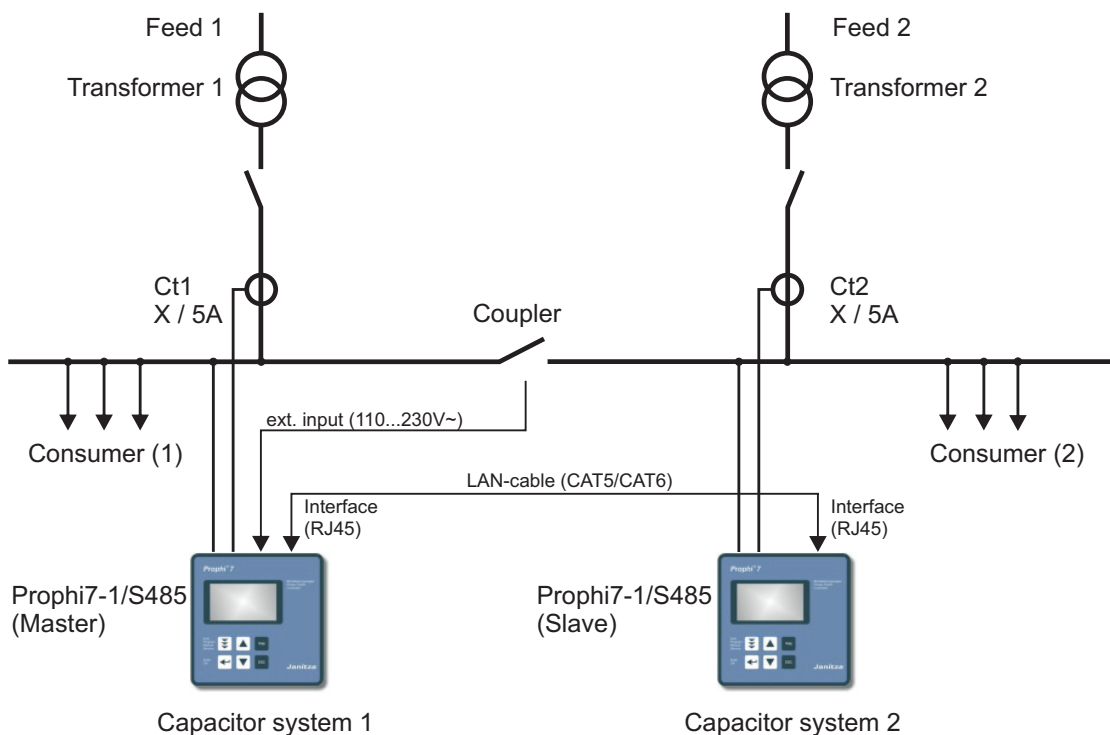 Feed 1
Feed 2
Transformer 1
Transformer 2
Ct1
X / 5A
Coupler
Ct2
X / 5A
ext. input (110...230V~)
Consumer (1)
Consumer (2)
LAN-cable (CAT5/CAT6)
Interface
(RJ45)
Interface
(RJ45)
Prophi7-1/S485
(Master)
Prophi® 7
Janitza
Prophi7-1/S485
(Slave)
Prophi® 7
Janitza
Capacitor system 1
Capacitor system 2